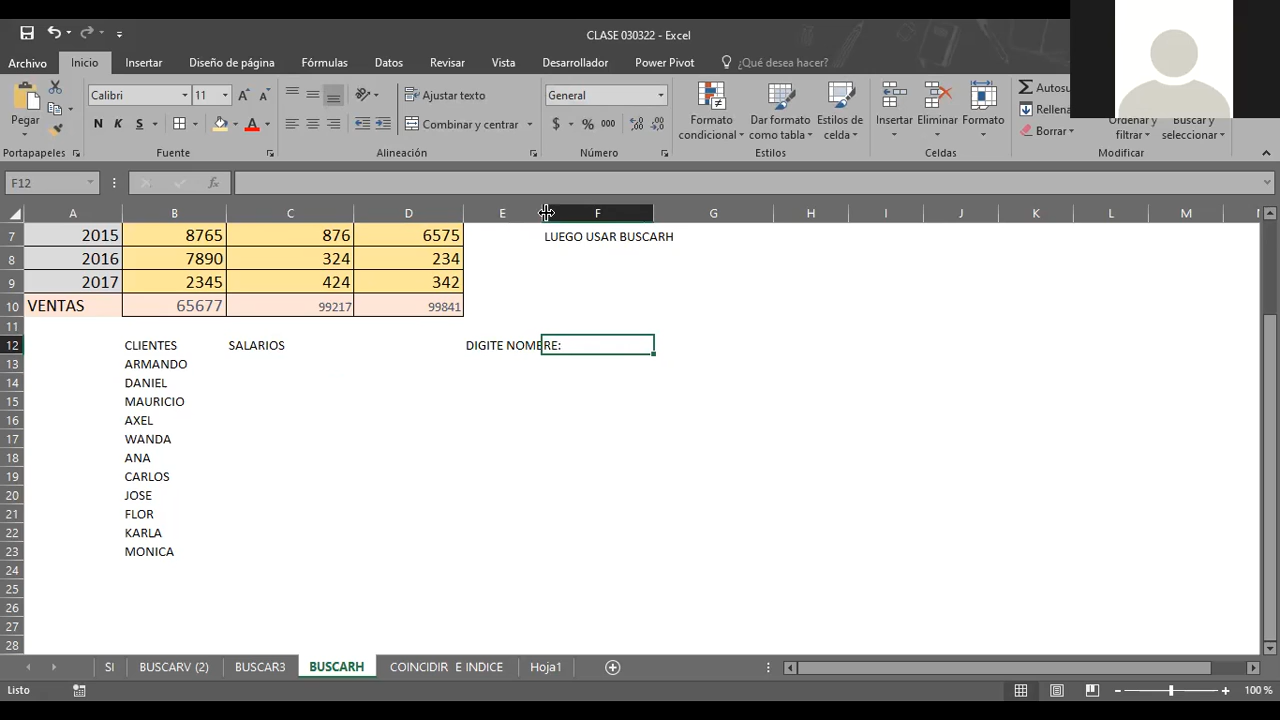 CLASE 030322 - Excel
Archivo Inicio Insertar Diseño de página Fórmulas Datos Revisar Vista Desarrollador Power Pivot ¿Qué desea hacer?
Pegar
Calibri 11
N K S
Ajustar texto
Combinar y centrar
General
$ % 000
Formato condicional
Dar formato como tabla
Estilos de celda
Insertar Eliminar Formato
Autosu
Rellena
Borrar
Ordenar y filtrar
Buscar y seleccionar
Portapapeles Fuente Alineación Número Estilos Celdas Modificar
F12 fx
A B C D E F G H I J K L M
7 2015 8765 876 6575 LUEGO USAR BUSCARH
8 2016 7890 324 234
9 2017 2345 424 342
10 VENTAS 65677 99217 99841
11
12 CLIENTES SALARIOS DIGITE NOMBRE:
13 ARMANDO
14 DANIEL
15 MAURICIO
16 AXEL
17 WANDA
18 ANA
19 CARLOS
20 JOSE
21 FLOR
22 KARLA
23 MONICA
24
25
26
27
28
SI BUSCARV (2) BUSCAR3 BUSCARH COINCIDIR E INDICE Hoja1
Listo 100 %